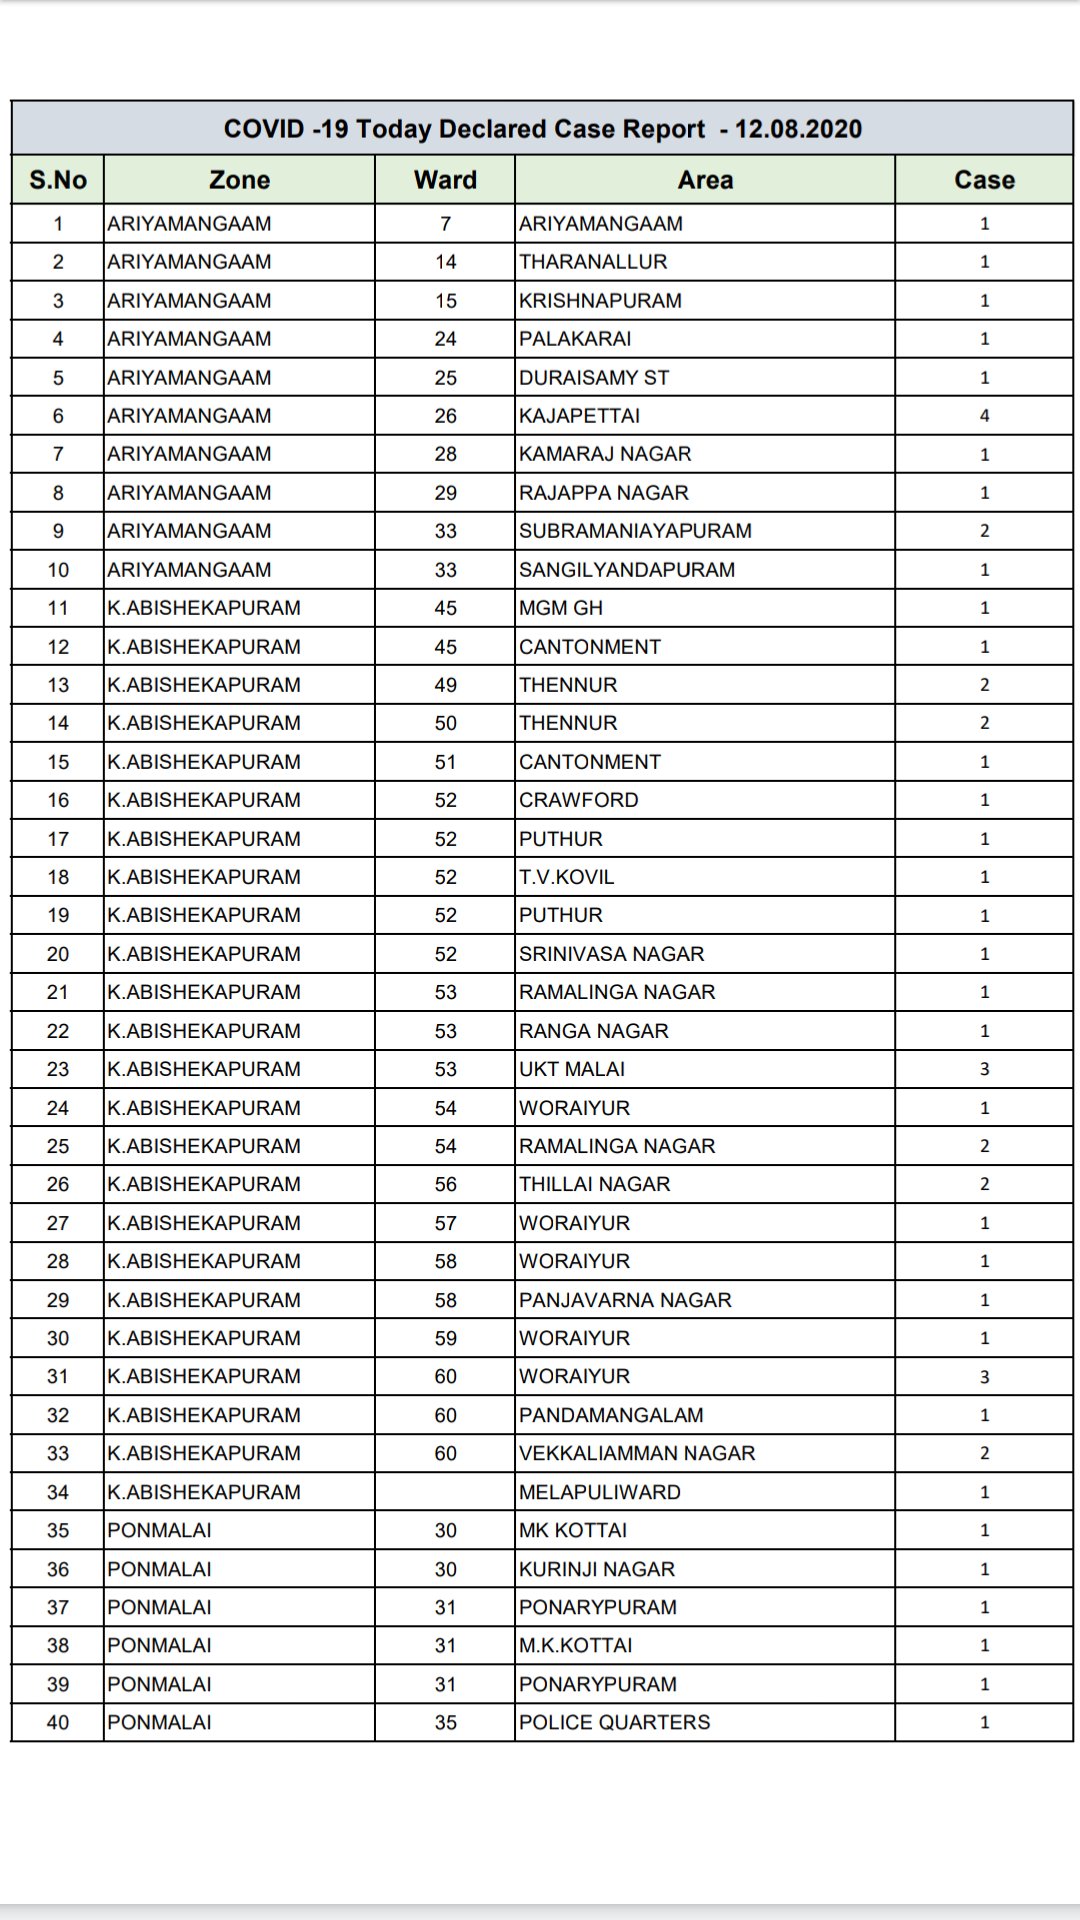 COVID -19 Today Declared Case Report - 12.08.2020
S.No Zone Ward Area Case
1 ARIYAMANGAAM 7 ARIYAMANGAAM 1
2 ARIYAMANGAAM 14 THARANALLUR 1
3 ARIYAMANGAAM 15 KRISHNAPURAM 1
4 ARIYAMANGAAM 24 PALAKARAI 1
5 ARIYAMANGAAM 25 DURAISAMY ST 1
6 ARIYAMANGAAM 26 KAJAPETTAI 4
7 ARIYAMANGAAM 28 KAMARAJ NAGAR 1
8 ARIYAMANGAAM 29 RAJAPPA NAGAR 1
9 ARIYAMANGAAM 33 SUBRAMANIAYAPURAM 2
10 ARIYAMANGAAM 33 SANGILYANDAPURAM 1
11 K.ABISHEKAPURAM 45 MGM GH 1
12 K.ABISHEKAPURAM 45 CANTONMENT 1
13 K.ABISHEKAPURAM 49 THENNUR 2
14 K.ABISHEKAPURAM 50 THENNUR 2
15 K.ABISHEKAPURAM 51 CANTONMENT 1
16 K.ABISHEKAPURAM 52 CRAWFORD 1
17 K.ABISHEKAPURAM 52 PUTHUR 1
18 K.ABISHEKAPURAM 52 T.V.KOVIL 1
19 K.ABISHEKAPURAM 52 PUTHUR 1
20 K.ABISHEKAPURAM 52 SRINIVASA NAGAR 1
21 K.ABISHEKAPURAM 53 RAMALINGA NAGAR 1
22 K.ABISHEKAPURAM 53 RANGA NAGAR 1
23 K.ABISHEKAPURAM 53 UKT MALAI 3
24 K.ABISHEKAPURAM 54 WORAIYUR 1
25 K.ABISHEKAPURAM 54 RAMALINGA NAGAR 2
26 K.ABISHEKAPURAM 56 THILLAI NAGAR 2
27 K.ABISHEKAPURAM 57 WORAIYUR 1
28 K.ABISHEKAPURAM 58 WORAIYUR 1
29 K.ABISHEKAPURAM 58 PANJAVARNA NAGAR 1
30 K.ABISHEKAPURAM 59 WORAIYUR 1
31 K.ABISHEKAPURAM 60 WORAIYUR 3
32 K.ABISHEKAPURAM 60 PANDAMANGALAM 1
33 K.ABISHEKAPURAM 60 VEKKALIAMMAN NAGAR 2
34 K.ABISHEKAPURAM MELAPULIWARD 1
35 PONMALAI 30 MK KOTTAI 1
36 PONMALAI 30 KURINJI NAGAR 1
37 PONMALAI 31 PONARYPURAM 1
38 PONMALAI 31 M.K.KOTTAI 1
39 PONMALAI 31 PONARYPURAM 1
40 PONMALAI 35 POLICE QUARTERS 1